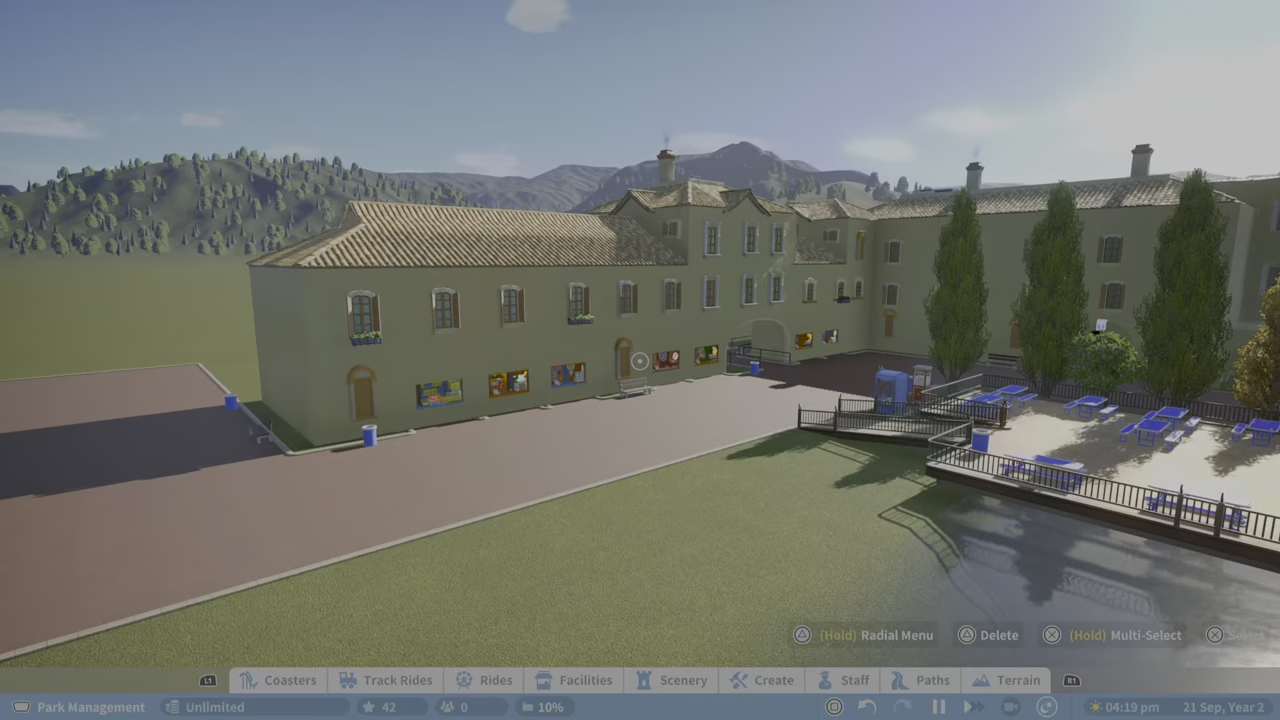 (Hold) Radial Menu
Delete
(Hold) Multi-Select
Select
L1
Coasters
Track Rides
Rides
Facilities
Scenery
Create
Staff
Paths
Terrain
R1
Park Management
Unlimited
42
0
10%
04:19 pm
21 Sep, Year 2